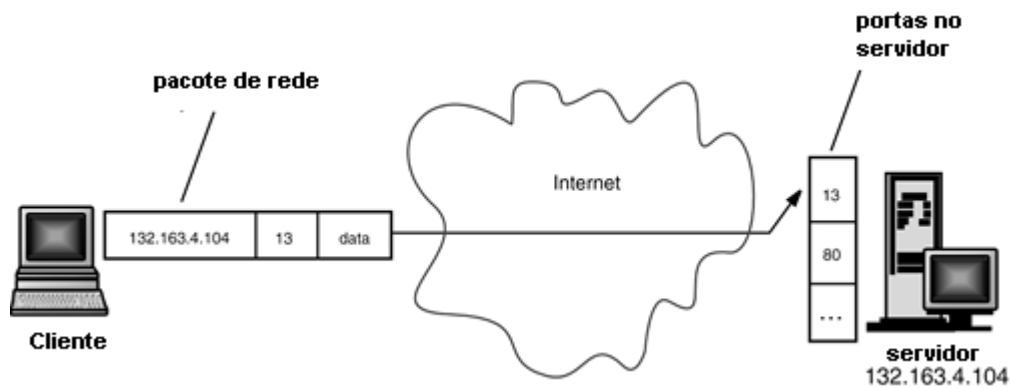 portas no
servidor
pacote de rede
Internet
132.163.4.104
13
data
13
80
...
Cliente
servidor
132.163.4.104